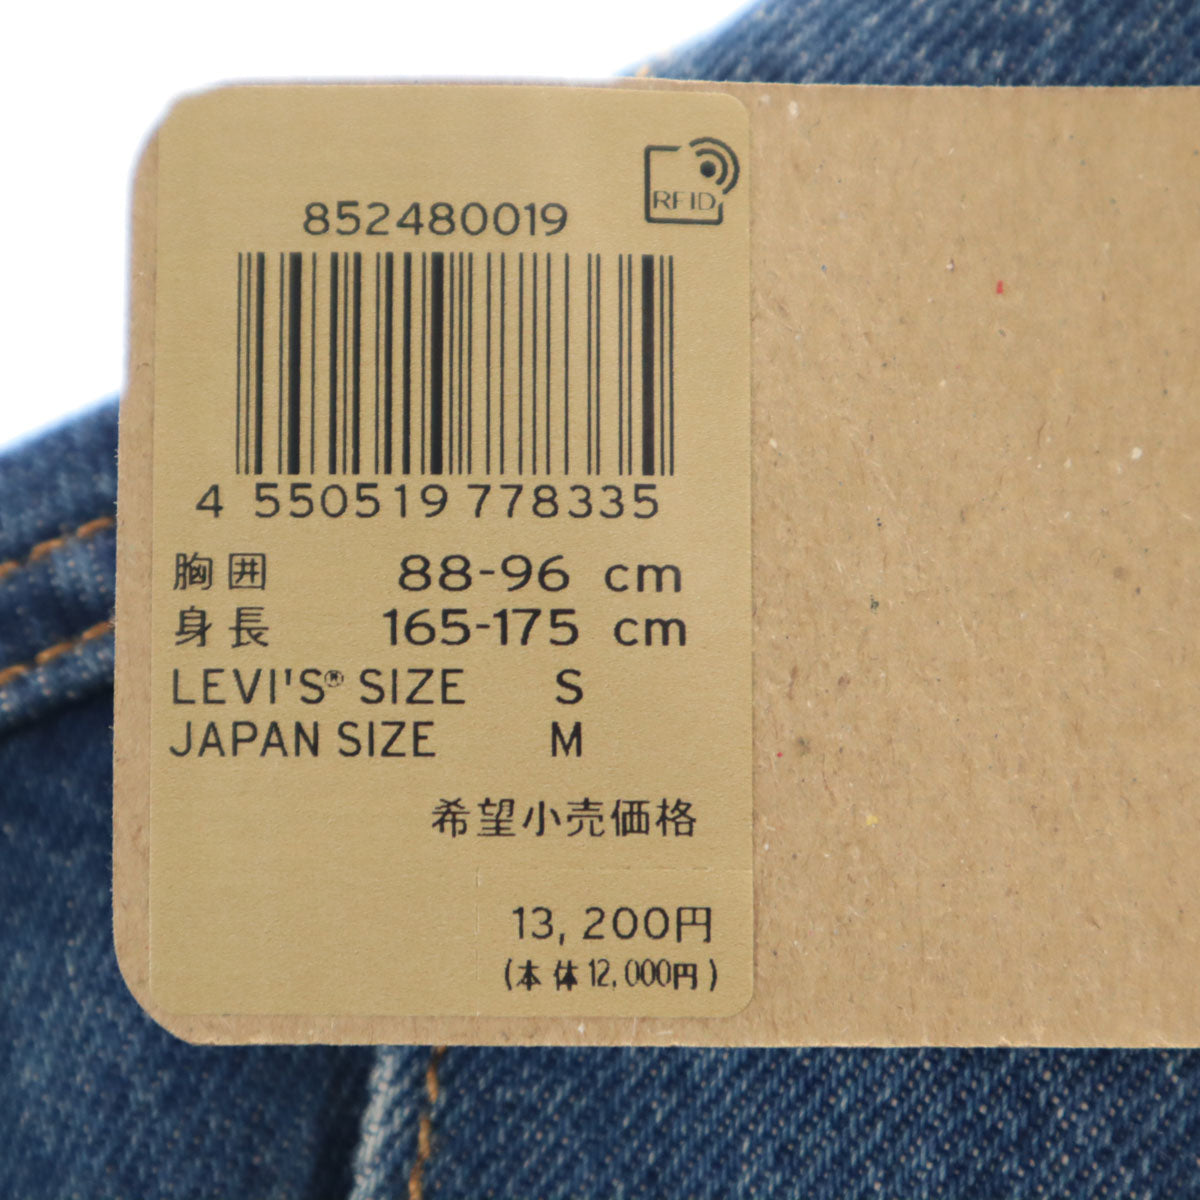 RFID
852480019
4 550519 778335
胸囲 88-96 cm
身長 165-175 cm
LEVI'S® SIZE S
JAPAN SIZE M
希望小売価格
13,200円
(本体12,000円)